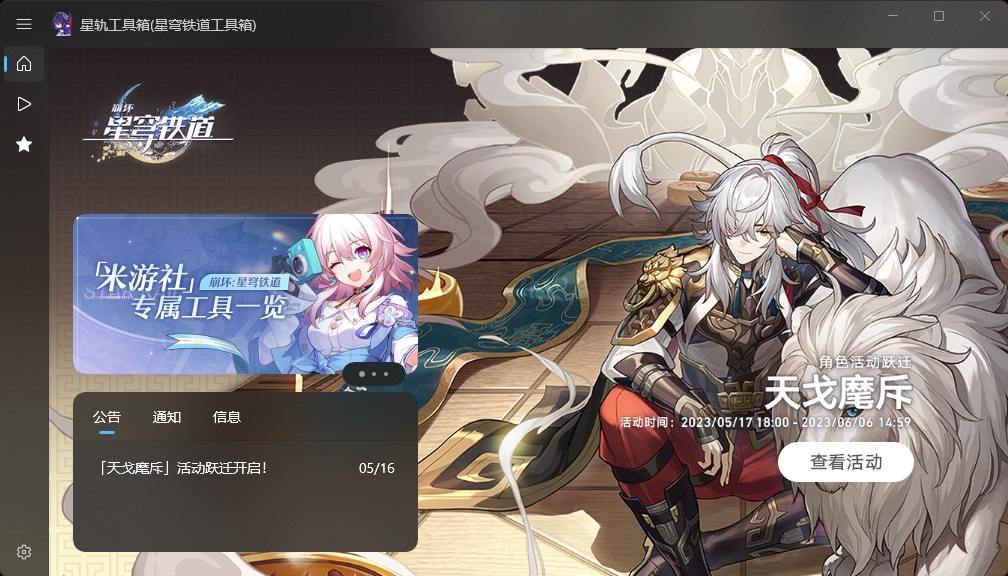 星轨工具箱(星穹铁道工具箱)
崩坏
星穹铁道
「米游社」
崩坏:星穹铁道
专属工具一览
公告
通知
信息
「天戈麾斥」活动跃迁开启!
05/16
角色活动跃迁
天戈麾斥
活动时间：2023/05/17 18:00 - 2023/06/06 14:59
查看活动